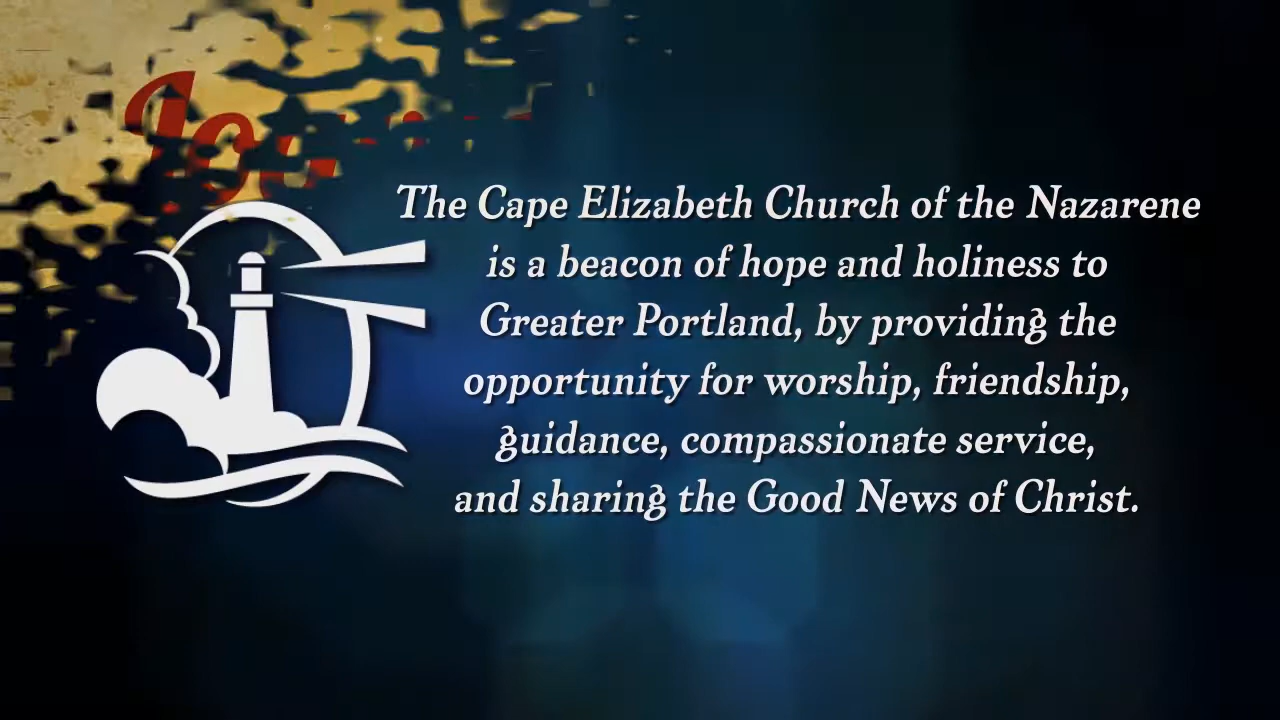 The Cape Elizabeth Church of the Nazarene
is a beacon of hope and holiness to
Greater Portland, by providing the
opportunity for worship, friendship,
guidance, compassionate service,
and sharing the Good News of Christ.